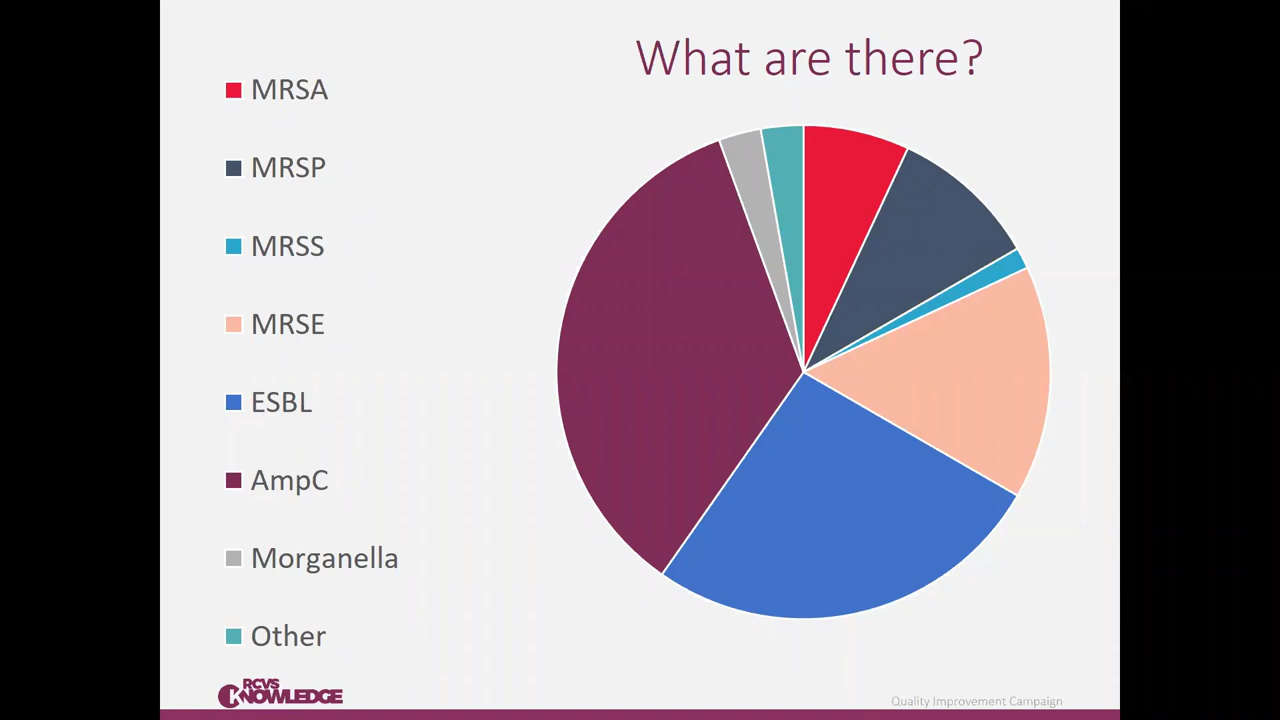 What are there?
MRSA
MRSP
MRSS
MRSE
ESBL
AmpC
Morganella
Other
RCVS
KNOWLEDGE
Quality Improvement Campaign